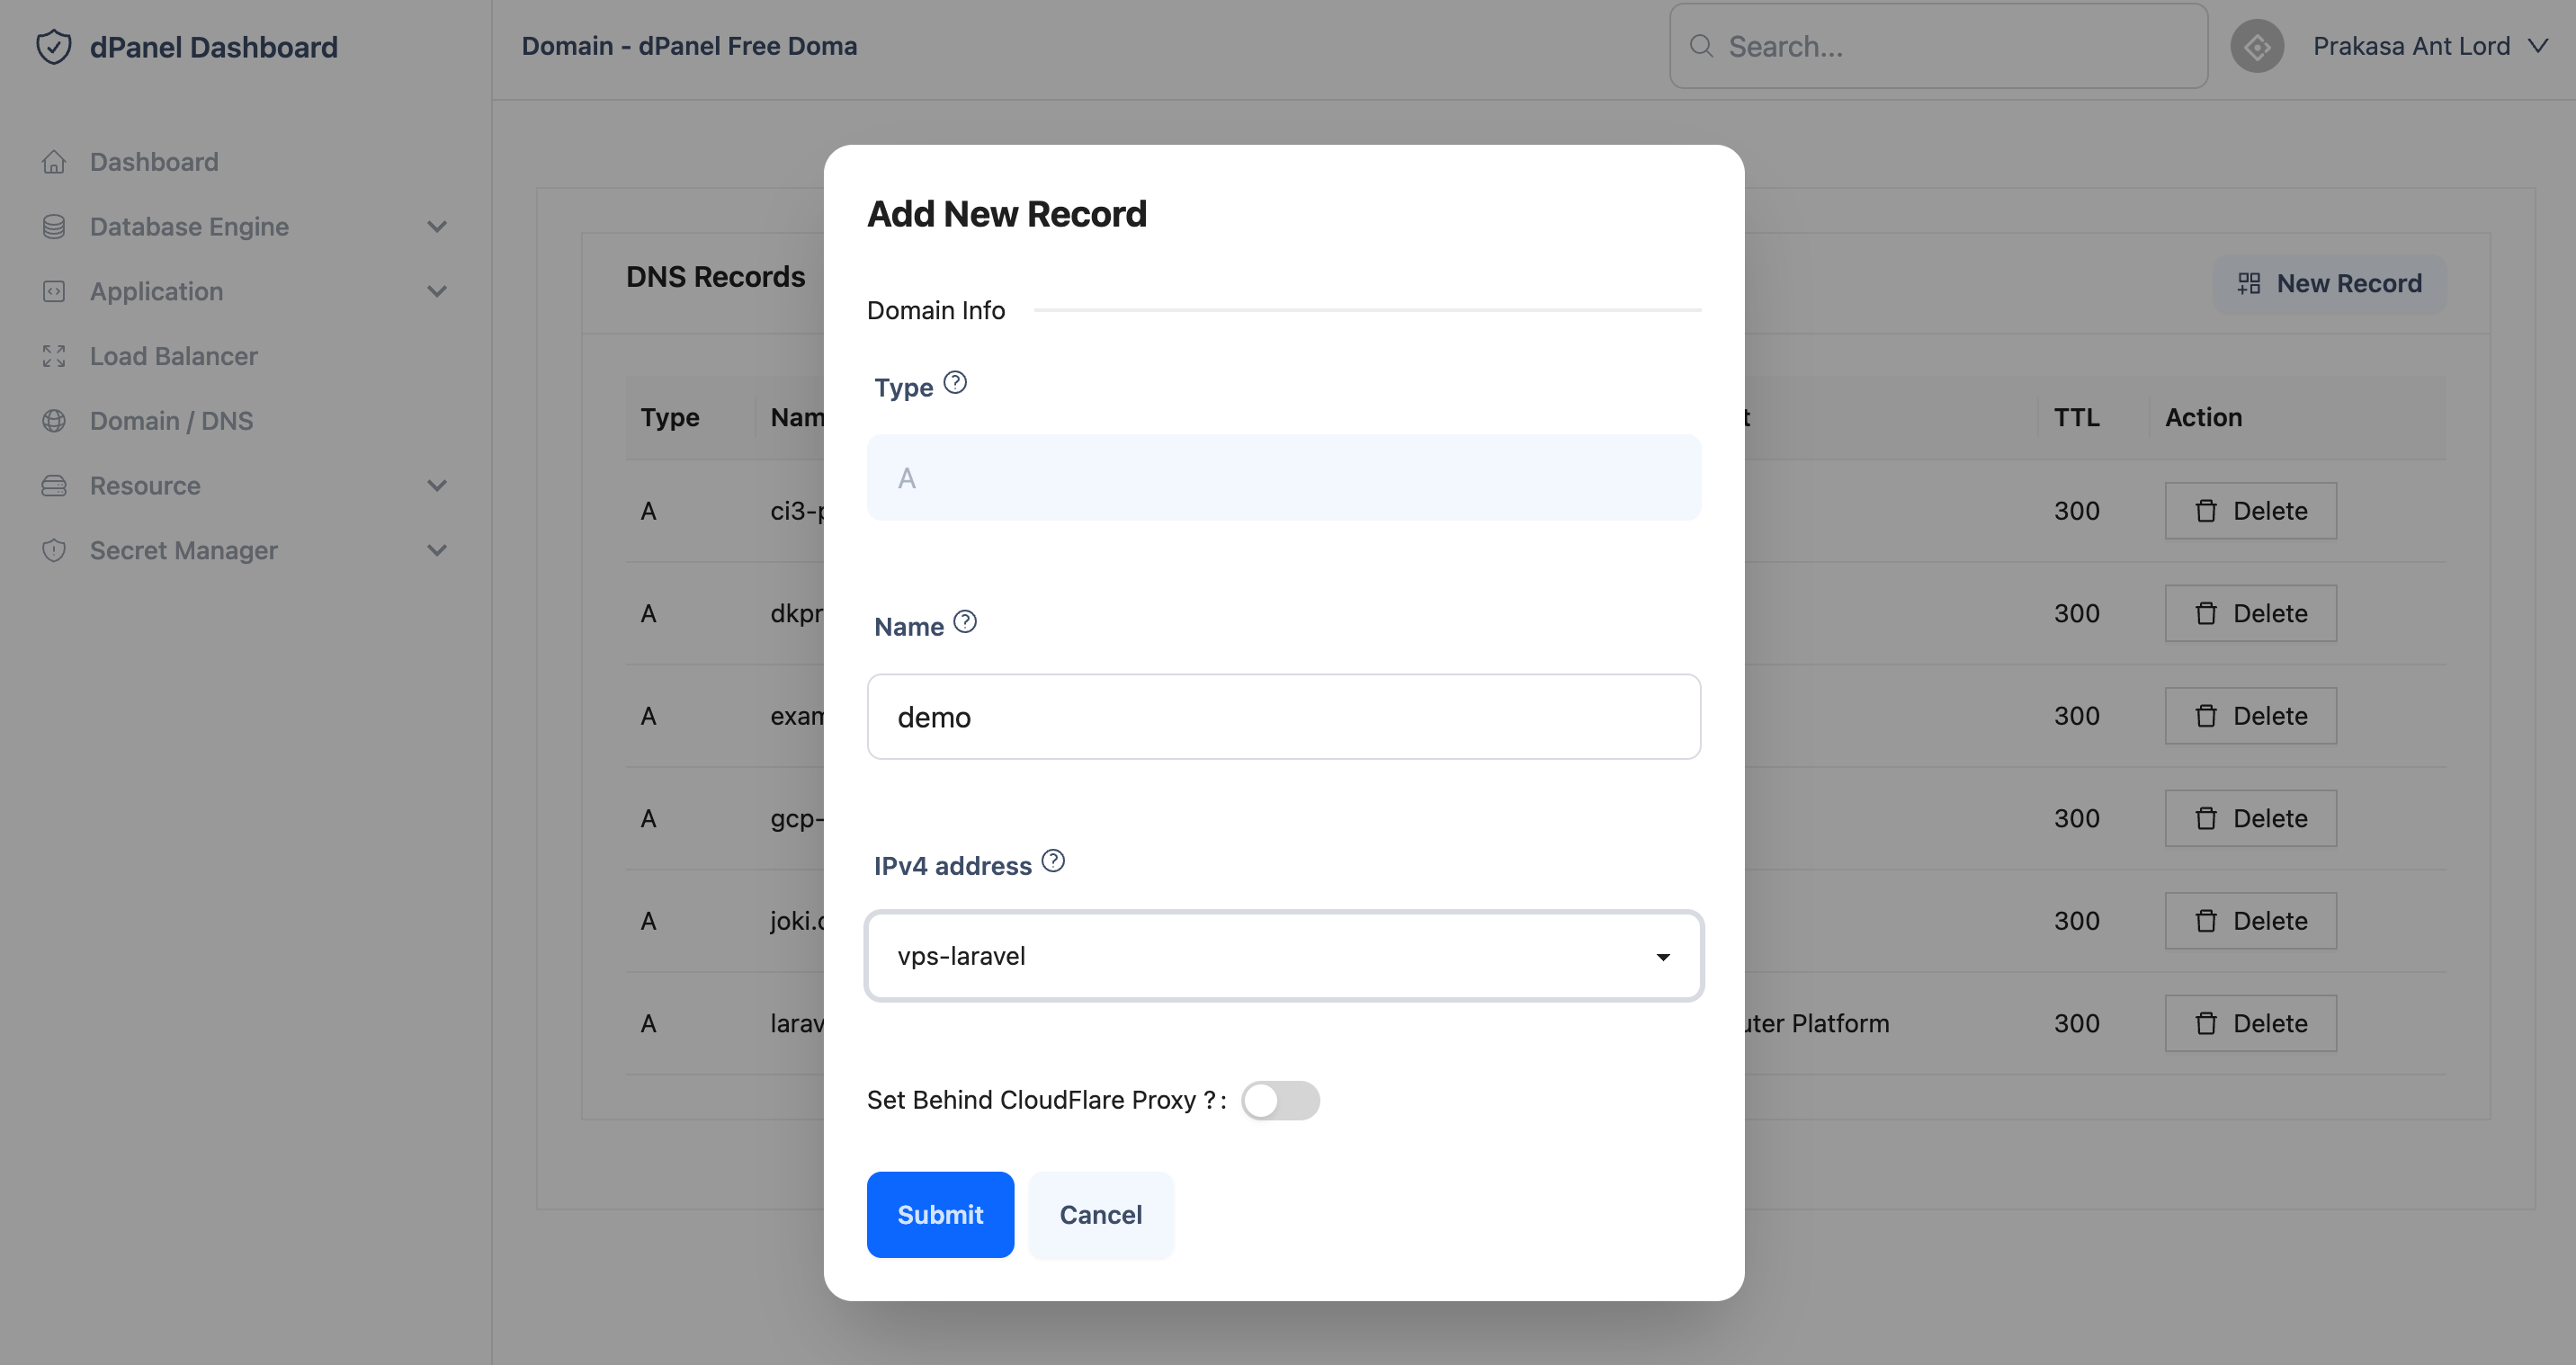 dPanel Dashboard
Domain - dPanel Free Doma
Search...
Prakasa Ant Lord
Dashboard
Database Engine
Application
Load Balancer
Domain / DNS
Resource
Secret Manager
DNS Records
New Record
Type Nam TTL Action
A ci3-p 300 Delete
A dkpr 300 Delete
A exam 300 Delete
A gcp- 300 Delete
A joki. 300 Delete
A larav uter Platform 300 Delete
Add New Record
Domain Info
Type
A
Name
demo
IPv4 address
vps-laravel
Set Behind CloudFlare Proxy ? :
Submit Cancel